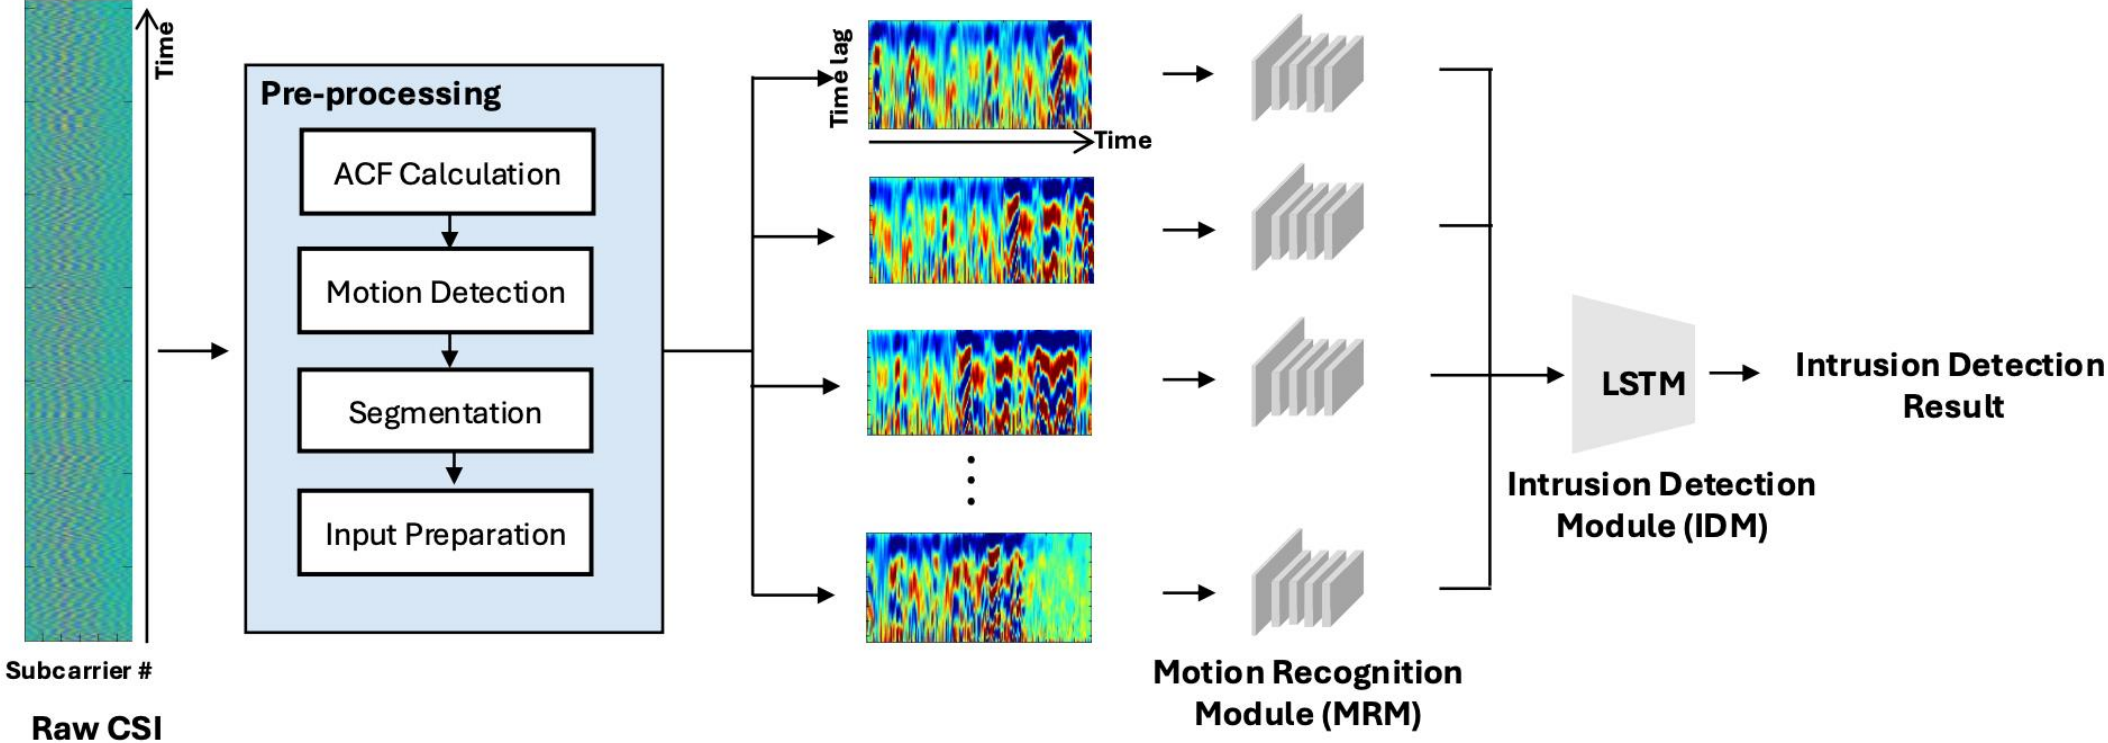 Time
Subcarrier #
Raw CSI
Pre-processing
ACF Calculation
Motion Detection
Segmentation
Input Preparation
Time lag
Time
Motion Recognition
Module (MRM)
LSTM
Intrusion Detection
Module (IDM)
Intrusion Detection
Result